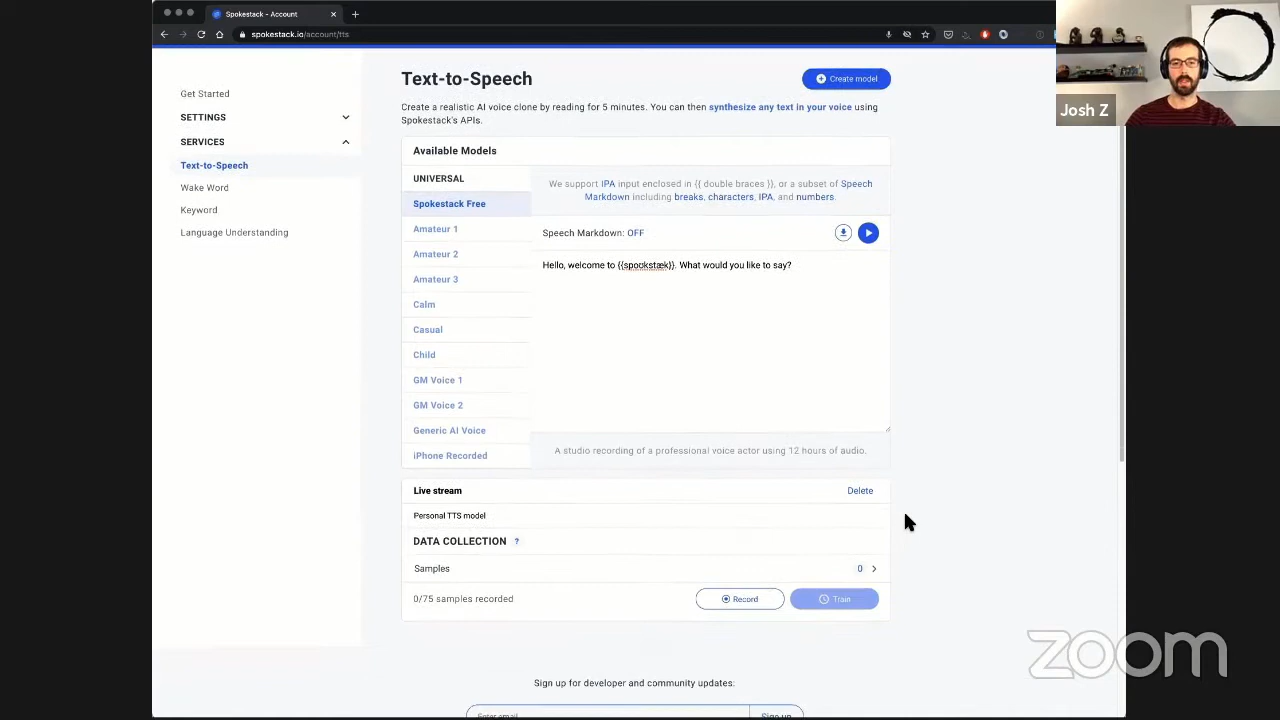 Spokestack - Account
spokestack.io/account/tts
Josh Z
Get Started
SETTINGS
SERVICES
Text-to-Speech
Wake Word
Keyword
Language Understanding
Text-to-Speech
Create model
Create a realistic AI voice clone by reading for 5 minutes. You can then synthesize any text in your voice using
Spokestack's APIs.
Available Models
UNIVERSAL
Spokestack Free
Amateur 1
Amateur 2
Amateur 3
Calm
Casual
Child
GM Voice 1
GM Voice 2
Generic AI Voice
iPhone Recorded
We support IPA input enclosed in {{ double braces }}, or a subset of Speech
Markdown including breaks, characters, IPA, and numbers.
Speech Markdown: OFF
Hello, welcome to {{spoʊkstæk}}. What would you like to say?
A studio recording of a professional voice actor using 12 hours of audio.
Live stream
Delete
Personal TTS model
DATA COLLECTION ?
Samples
0
0/75 samples recorded
Record
Train
Sign up for developer and community updates:
Enter email
Sign up
zoom